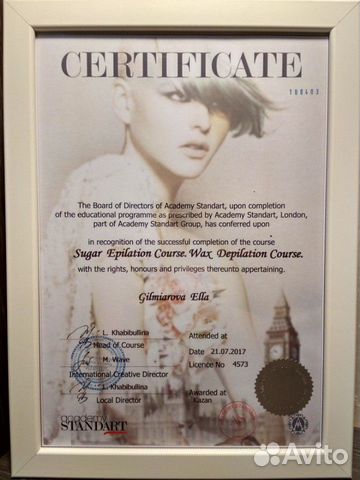 CERTIFICATE
100403
The Board of Directors of Academy Standart, upon completion
of the educational programme as prescribed by Academy Standart, London,
part of Academy Standart Group, has conferred upon
in recognition of the successful completion of the course
Sugar Epilation Course. Wax Depilation Course.
with the rights, honours and privileges thereunto appertaining.
Gilmiarova Ella
L. Khabibullina
Head of Course
M. Wave
International Creative Director
L. Khabibullina
Local Director
Attended at
Date 21.07.2017
Licence No 4573
Awarded at
Kazan
academy
STANDART
Avito